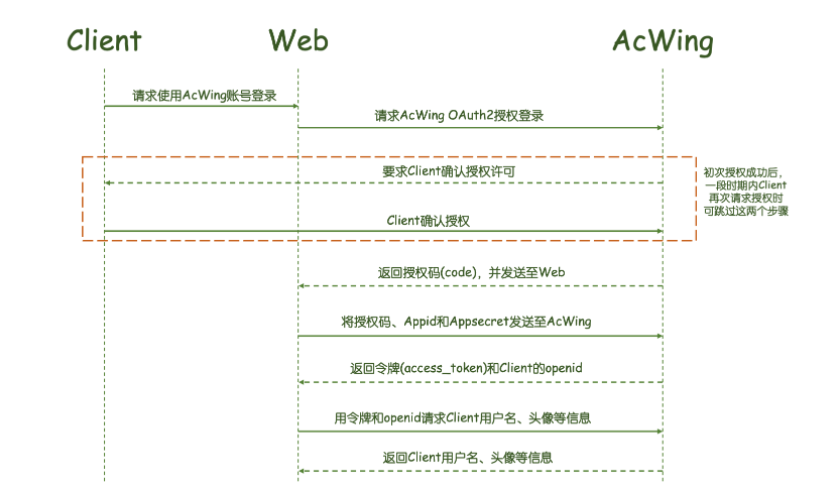 Client
Web
AcWing
请求使用AcWing账号登录
请求AcWing OAuth2授权登录
要求Client确认授权许可
初次授权成功后，
一段时期内Client
再次请求授权时
可跳过这两个步骤
Client确认授权
返回授权码(code)，并发送至Web
将授权码、Appid和Appsecret发送至AcWing
返回令牌(access_token)和Client的openid
用令牌和openid请求Client用户名、头像等信息
返回Client用户名、头像等信息